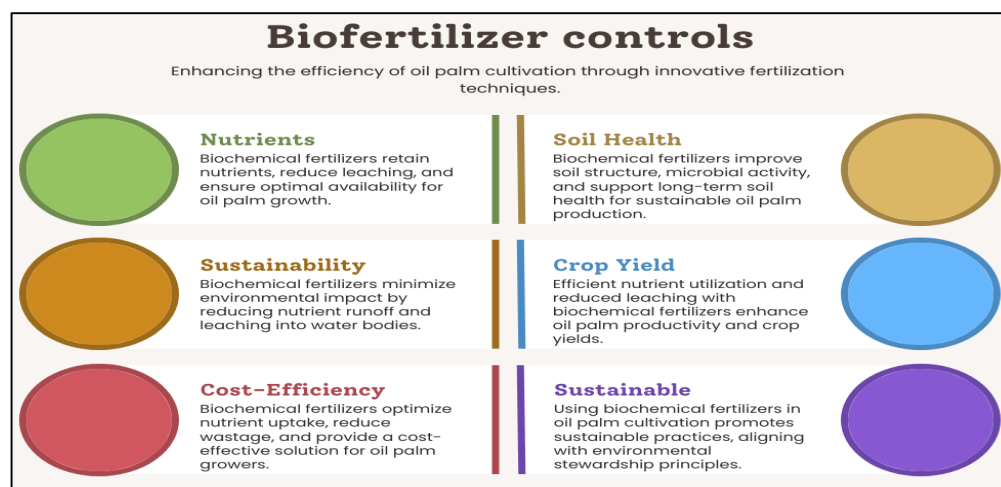 Biofertilizer controls
Enhancing the efficiency of oil palm cultivation through innovative fertilization
techniques.
Nutrients
Biochemical fertilizers retain
nutrients, reduce leaching, and
ensure optimal availability for
oil palm growth.
Soil Health
Biochemical fertilizers improve
soil structure, microbial activity,
and support long-term soil
health for sustainable oil palm
production.
Sustainability
Biochemical fertilizers minimize
environmental impact by
reducing nutrient runoff and
leaching into water bodies.
Crop Yield
Efficient nutrient utilization and
reduced leaching with
biochemical fertilizers enhance
oil palm productivity and crop
yields.
Cost-Efficiency
Biochemical fertilizers optimize
nutrient uptake, reduce
wastage, and provide a cost-
effective solution for oil palm
growers.
Sustainable
Using biochemical fertilizers in
oil palm cultivation promotes
sustainable practices, aligning
with environmental
stewardship principles.